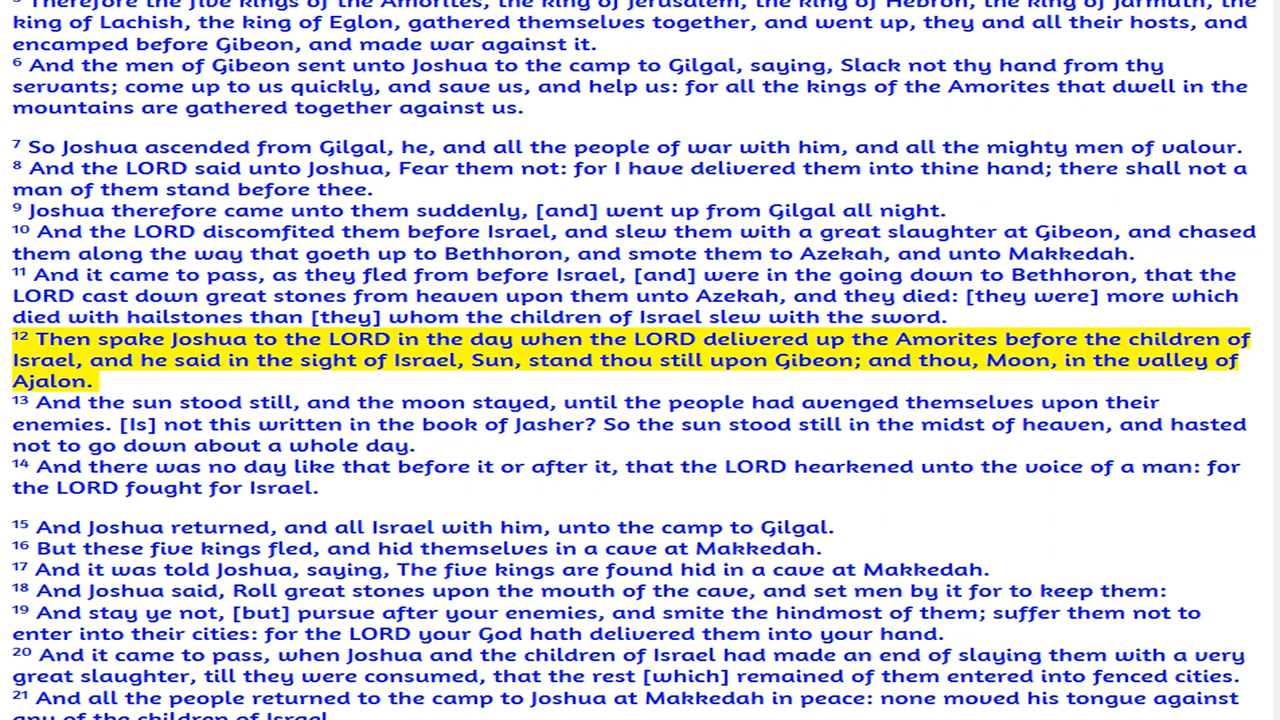 ⁵ Therefore the five kings of the Amorites, the king of Jerusalem, the king of Hebron, the king of Jarmuth, the
king of Lachish, the king of Eglon, gathered themselves together, and went up, they and all their hosts, and
encamped before Gibeon, and made war against it.
⁶ And the men of Gibeon sent unto Joshua to the camp to Gilgal, saying, Slack not thy hand from thy
servants; come up to us quickly, and save us, and help us: for all the kings of the Amorites that dwell in the
mountains are gathered together against us.
⁷ So Joshua ascended from Gilgal, he, and all the people of war with him, and all the mighty men of valour.
⁸ And the LORD said unto Joshua, Fear them not: for I have delivered them into thine hand; there shall not a
man of them stand before thee.
⁹ Joshua therefore came unto them suddenly, [and] went up from Gilgal all night.
¹⁰ And the LORD discomfited them before Israel, and slew them with a great slaughter at Gibeon, and chased
them along the way that goeth up to Bethhoron, and smote them to Azekah, and unto Makkedah.
¹¹ And it came to pass, as they fled from before Israel, [and] were in the going down to Bethhoron, that the
LORD cast down great stones from heaven upon them unto Azekah, and they died: [they were] more which
died with hailstones than [they] whom the children of Israel slew with the sword.
¹² Then spake Joshua to the LORD in the day when the LORD delivered up the Amorites before the children of
Israel, and he said in the sight of Israel, Sun, stand thou still upon Gibeon; and thou, Moon, in the valley of
Ajalon.
¹³ And the sun stood still, and the moon stayed, until the people had avenged themselves upon their
enemies. [Is] not this written in the book of Jasher? So the sun stood still in the midst of heaven, and hasted
not to go down about a whole day.
¹⁴ And there was no day like that before it or after it, that the LORD hearkened unto the voice of a man: for
the LORD fought for Israel.
¹⁵ And Joshua returned, and all Israel with him, unto the camp to Gilgal.
¹⁶ But these five kings fled, and hid themselves in a cave at Makkedah.
¹⁷ And it was told Joshua, saying, The five kings are found hid in a cave at Makkedah.
¹⁸ And Joshua said, Roll great stones upon the mouth of the cave, and set men by it for to keep them:
¹⁹ And stay ye not, [but] pursue after your enemies, and smite the hindmost of them; suffer them not to
enter into their cities: for the LORD your God hath delivered them into your hand.
²⁰ And it came to pass, when Joshua and the children of Israel had made an end of slaying them with a very
great slaughter, till they were consumed, that the rest [which] remained of them entered into fenced cities.
²¹ And all the people returned to the camp to Joshua at Makkedah in peace: none moved his tongue against
any of the children of Israel.